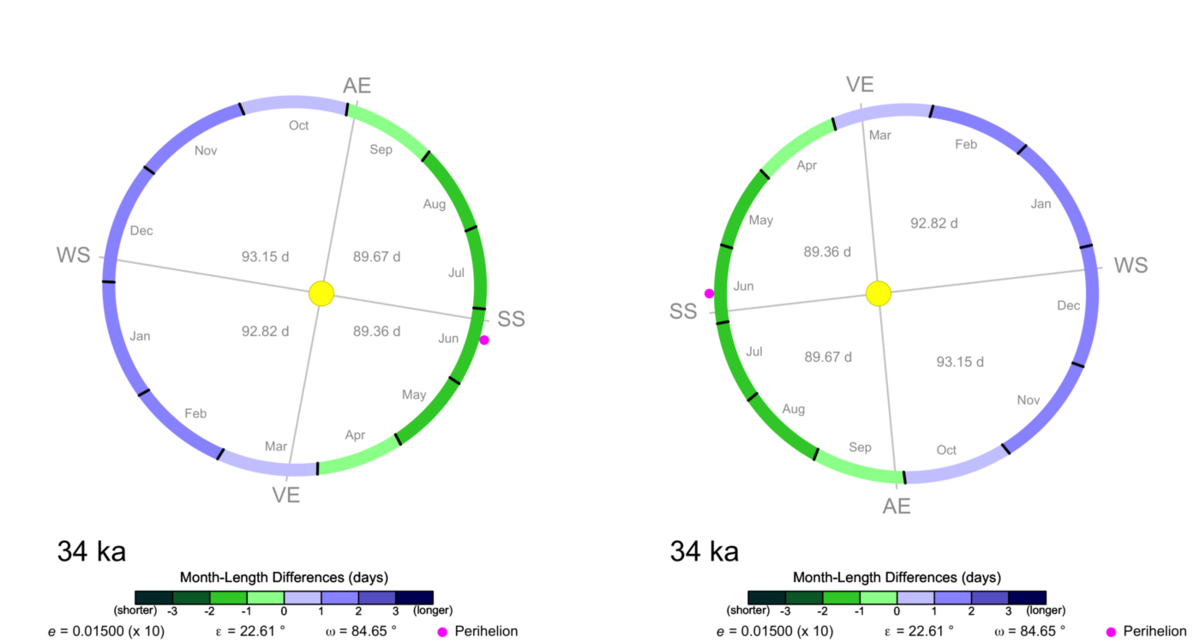 AE
Oct
Sep
Nov
Aug
Dec
WS
93.15 d
89.67 d
Jul
SS
92.82 d
89.36 d
Jun
Jan
May
Feb
Apr
Mar
VE
34 ka
Month-Length Differences (days)
(shorter) -3 -2 -1 0 1 2 3 (longer)
e = 0.01500 (x 10) ε = 22.61 ° ω = 84.65 ° Perihelion
VE
Mar
Feb
Apr
Jan
May
92.82 d
89.36 d
WS
Jun
Dec
SS
Jul
89.67 d
93.15 d
Nov
Aug
Sep
Oct
AE
34 ka
Month-Length Differences (days)
(shorter) -3 -2 -1 0 1 2 3 (longer)
e = 0.01500 (x 10) ε = 22.61 ° ω = 84.65 ° Perihelion